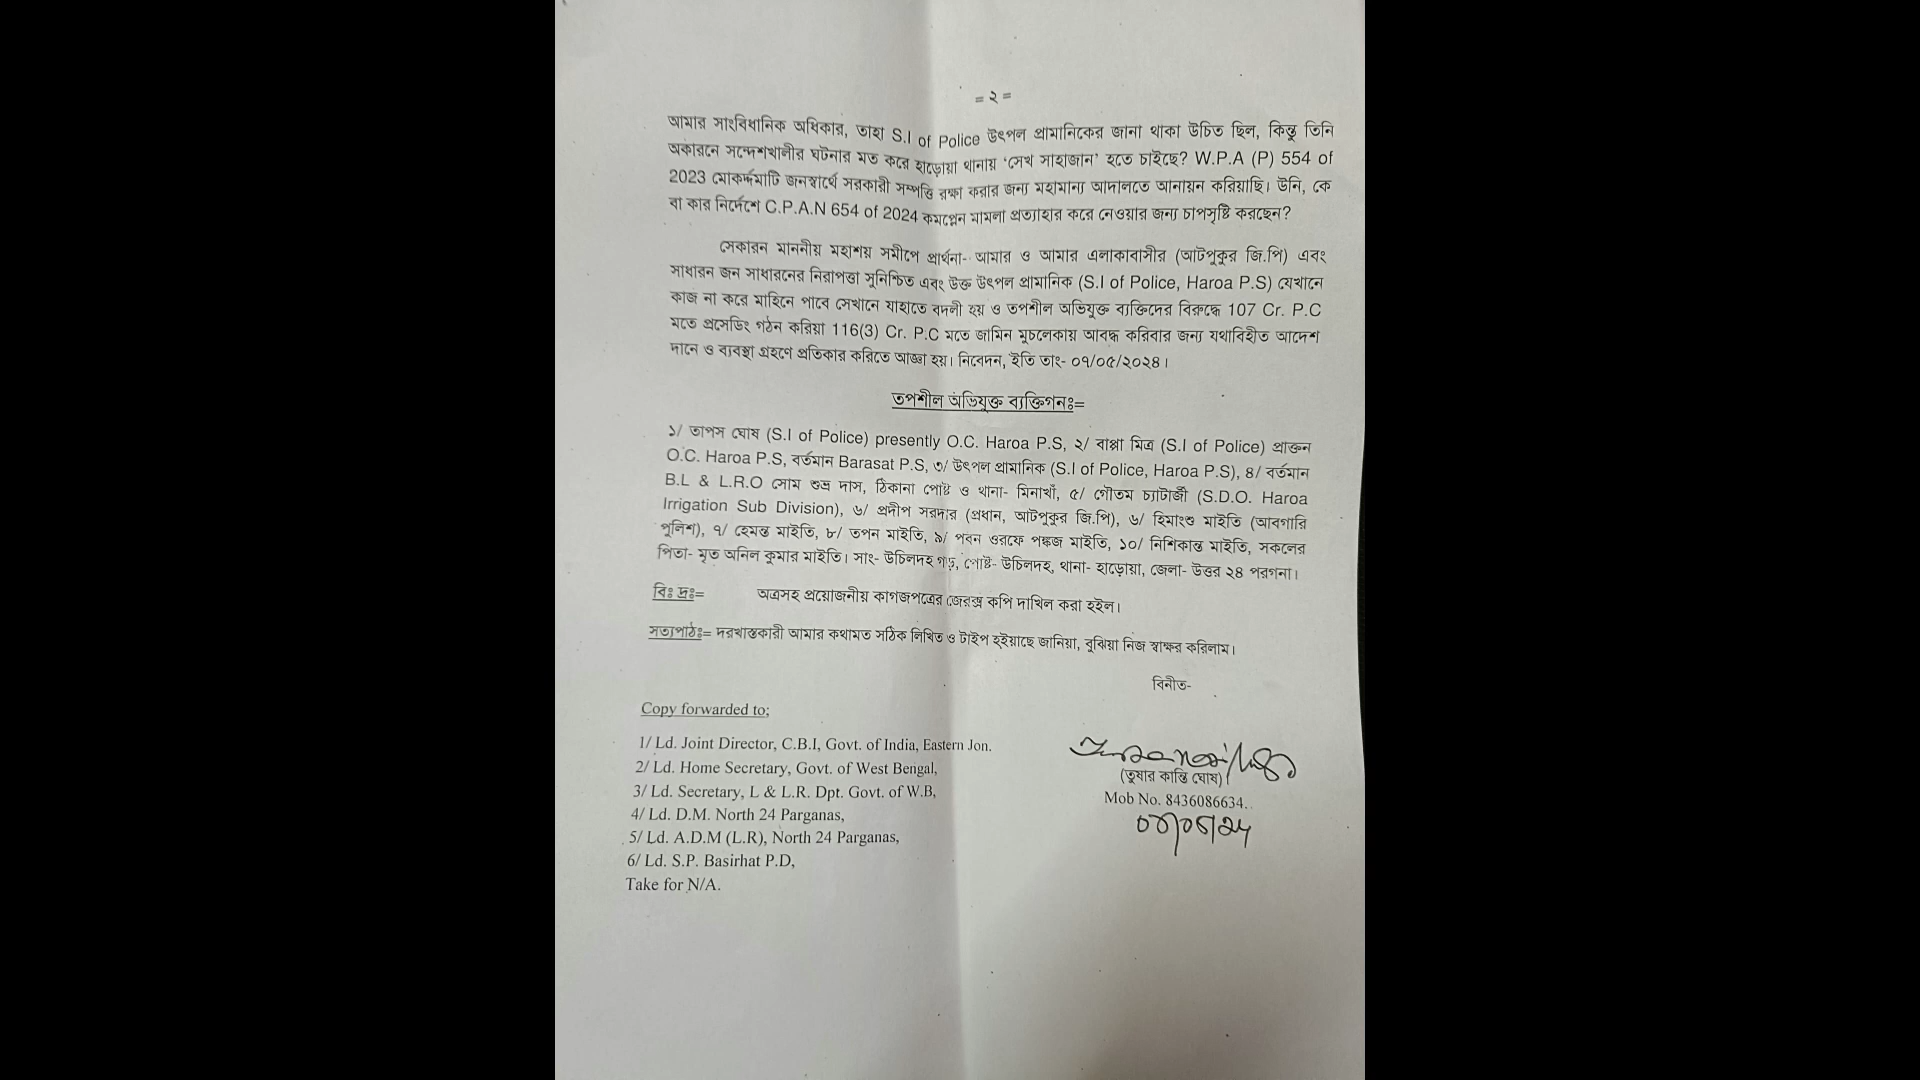 = ২ =
আমার সাংবিধানিক অধিকার, তাহা S.I of Police উৎপল প্রামানিকের জানা থাকা উচিত ছিল, কিন্তু তিনি
অকারনে সন্দেশখালীর ঘটনার মত করে হাড়োয়া থানায় ‘সেখ সাহাজান’ হতে চাইছে? W.P.A (P) 554 of
2023 মোকর্দ্দমাটি জনস্বার্থে সরকারী সম্পত্তি রক্ষা করার জন্য মহামান্য আদালতে আনায়ন করিয়াছি। উনি, কে
বা কার নির্দেশে C.P.A.N 654 of 2024 কমপ্লেন মামলা প্রত্যাহার করে নেওয়ার জন্য চাপসৃষ্টি করছেন?
সেকারন মাননীয় মহাশয় সমীপে প্রার্থনা- আমার ও আমার এলাকাবাসীর (আটপুকুর জি.পি) এবং
সাধারন জন সাধারনের নিরাপত্তা সুনিশ্চিত এবং উক্ত উৎপল প্রামানিক (S.I of Police, Haroa P.S) যেখানে
কাজ না করে মাহিনে পাবে সেখানে যাহাতে বদলী হয় ও তপশীল অভিযুক্ত ব্যক্তিদের বিরুদ্ধে 107 Cr. P.C
মতে প্রসেডিং গঠন করিয়া 116(3) Cr. P.C মতে জামিন মুচলেকায় আবদ্ধ করিবার জন্য যথাবিহীত আদেশ
দানে ও ব্যবস্থা গ্রহণে প্রতিকার করিতে আজ্ঞা হয়। নিবেদন, ইতি তাং- ০৭/০৫/২০২৪।
তপশীল অভিযুক্ত ব্যক্তিগনঃ=
১/ তাপস ঘোষ (S.I of Police) presently O.C. Haroa P.S, ২/ বাপ্পা মিত্র (S.I of Police) প্রাক্তন
O.C. Haroa P.S, বর্তমান Barasat P.S, ৩/ উৎপল প্রামানিক (S.I of Police, Haroa P.S), ৪/ বর্তমান
B.L & L.R.O সোম শুভ্র দাস, ঠিকানা পোষ্ট ও থানা- মিনাখাঁ, ৫/ গৌতম চ্যাটার্জী (S.D.O. Haroa
Irrigation Sub Division), ৬/ প্রদীপ সরদার (প্রধান, আটপুকুর জি.পি), ৬/ হিমাংশু মাইতি (আবগারি
পুলিশ), ৭/ হেমন্ত মাইতি, ৮/ তপন মাইতি, ৯/ পবন ওরফে পঙ্কজ মাইতি, ১০/ নিশিকান্ত মাইতি, সকলের
পিতা- মৃত অনিল কুমার মাইতি। সাং- উচিলদহ গড়, পোষ্ট- উচিলদহ, থানা- হাড়োয়া, জেলা- উত্তর ২৪ পরগনা।
বিঃ দ্রঃ= অত্রসহ প্রয়োজনীয় কাগজপত্রের জেরক্স কপি দাখিল করা হইল।
সত্যপাঠঃ= দরখাস্তকারী আমার কথামত সঠিক লিখিত ও টাইপ হইয়াছে জানিয়া, বুঝিয়া নিজ স্বাক্ষর করিলাম।
বিনীত-
(তুষার কান্তি ঘোষ)
Mob No. 8436086634.
07/05/24
Copy forwarded to;
1/ Ld. Joint Director, C.B.I, Govt. of India, Eastern Jon.
2/ Ld. Home Secretary, Govt. of West Bengal,
3/ Ld. Secretary, L & L.R. Dpt. Govt. of W.B,
4/ Ld. D.M. North 24 Parganas,
5/ Ld. A.D.M (L.R), North 24 Parganas,
6/ Ld. S.P. Basirhat P.D,
Take for N/A.